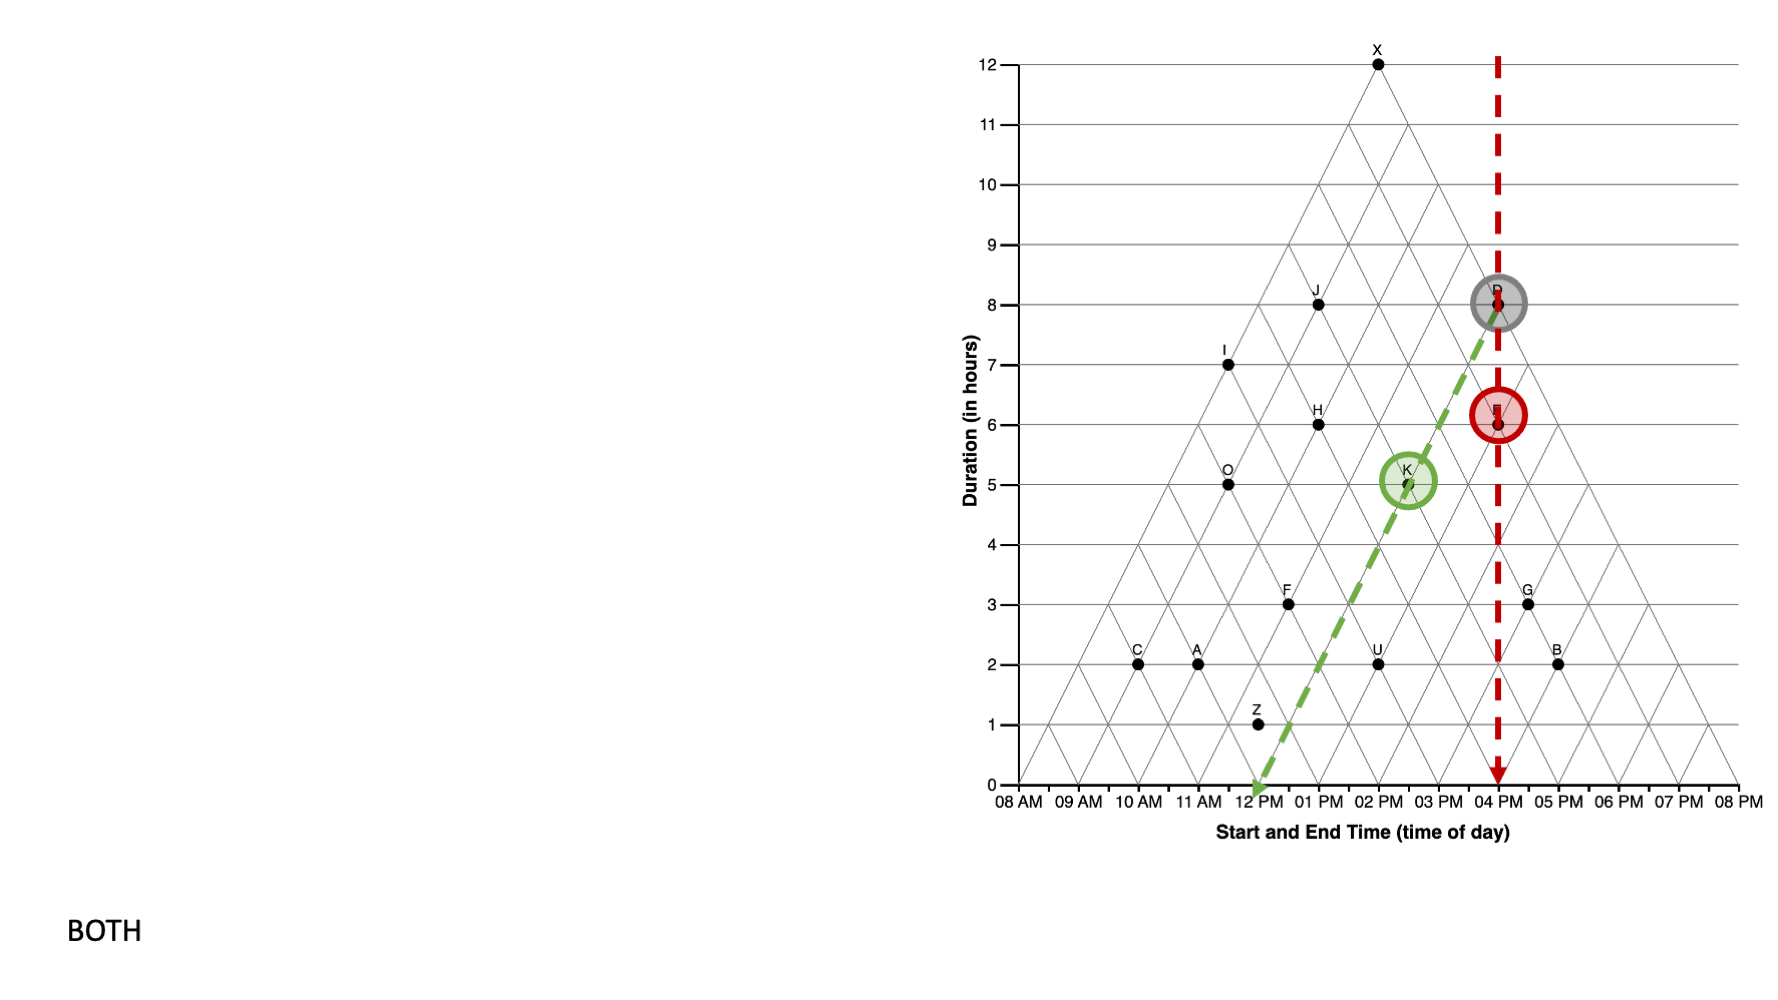 X
12
11
10
9
J
D
8
I
7
H
6
O
K
5
4
F
G
3
C
A
U
B
2
Z
1
0
Duration (in hours)
08 AM 09 AM 10 AM 11 AM 12 PM 01 PM 02 PM 03 PM 04 PM 05 PM 06 PM 07 PM 08 PM
Start and End Time (time of day)
BOTH